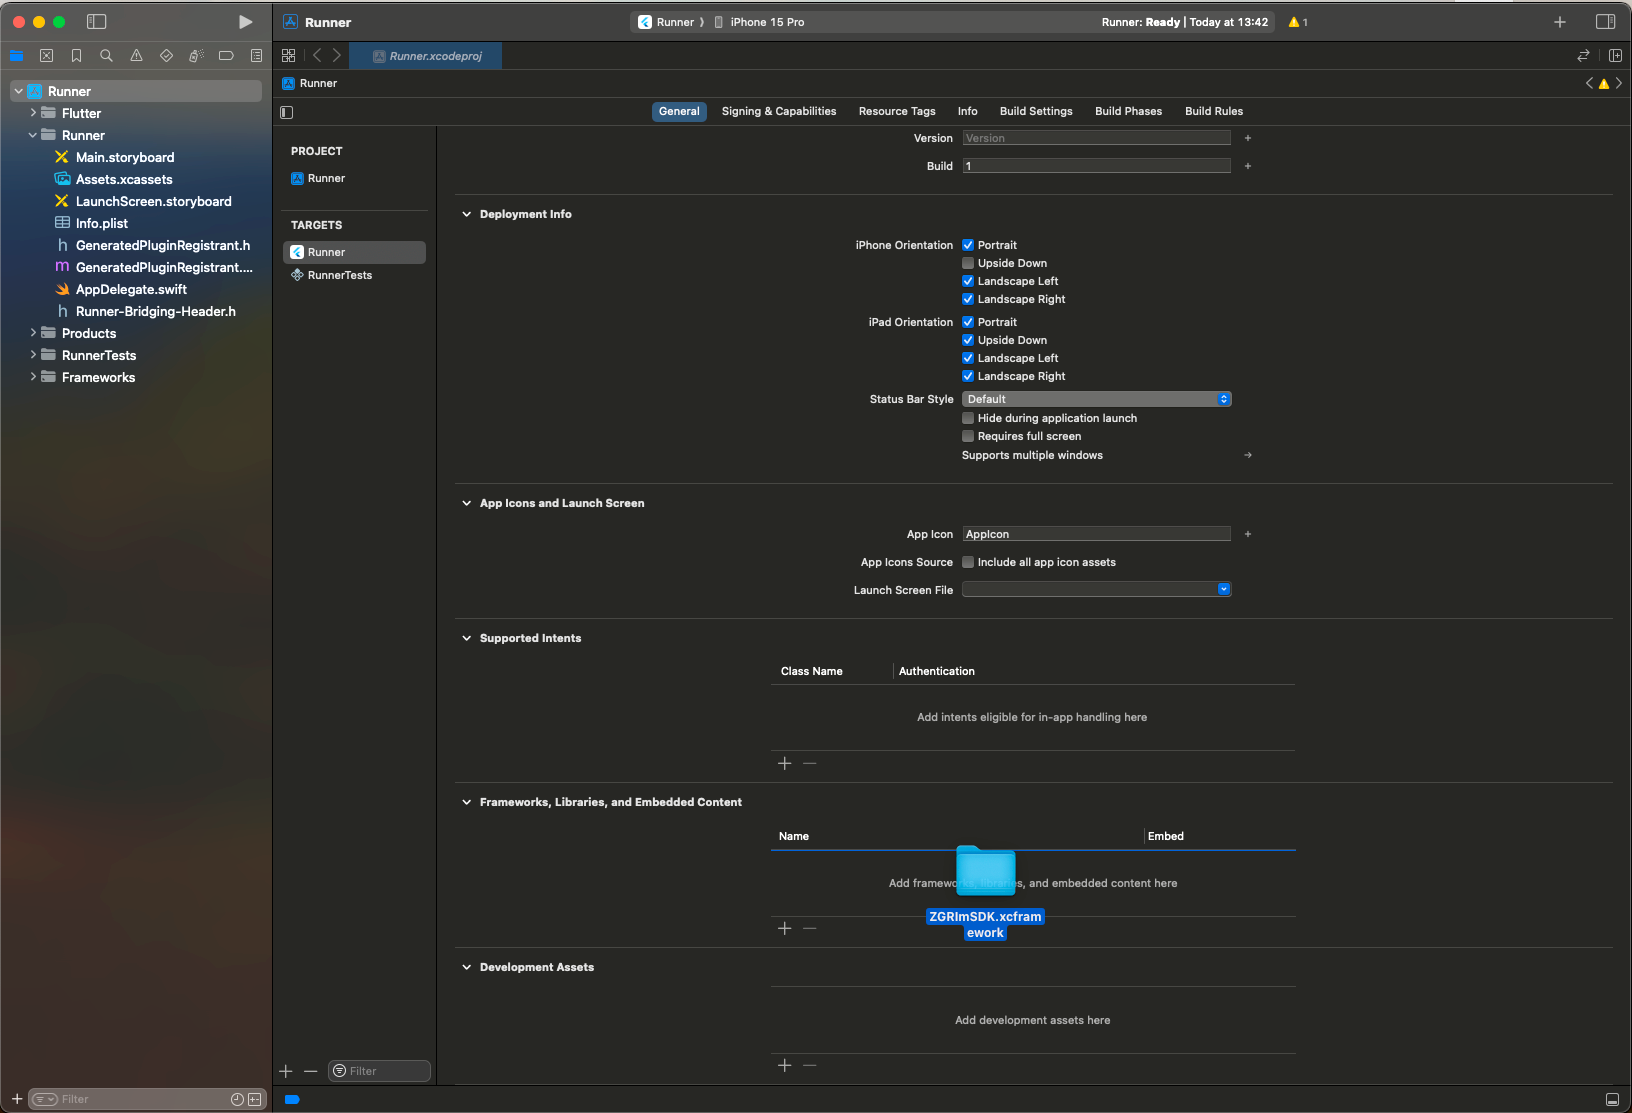 Runner
Runner
iPhone 15 Pro
Runner: Ready | Today at 13:42
1
Runner.xcodeproj
Runner
General
Signing & Capabilities
Resource Tags
Info
Build Settings
Build Phases
Build Rules
Runner
Flutter
Runner
Main.storyboard
Assets.xcassets
LaunchScreen.storyboard
Info.plist
h GeneratedPluginRegistrant.h
m GeneratedPluginRegistrant....
AppDelegate.swift
h Runner-Bridging-Header.h
Products
RunnerTests
Frameworks
Filter
PROJECT
Runner
TARGETS
Runner
RunnerTests
Filter
Version Version
Build 1
Deployment Info
iPhone Orientation Portrait
Upside Down
Landscape Left
Landscape Right
iPad Orientation Portrait
Upside Down
Landscape Left
Landscape Right
Status Bar Style Default
Hide during application launch
Requires full screen
Supports multiple windows
App Icons and Launch Screen
App Icon AppIcon
App Icons Source Include all app icon assets
Launch Screen File
Supported Intents
Class Name Authentication
Add intents eligible for in-app handling here
Frameworks, Libraries, and Embedded Content
Name Embed
Add frameworks, libraries, and embedded content here
ZGRImSDK.xcfram
ework
Development Assets
Add development assets here